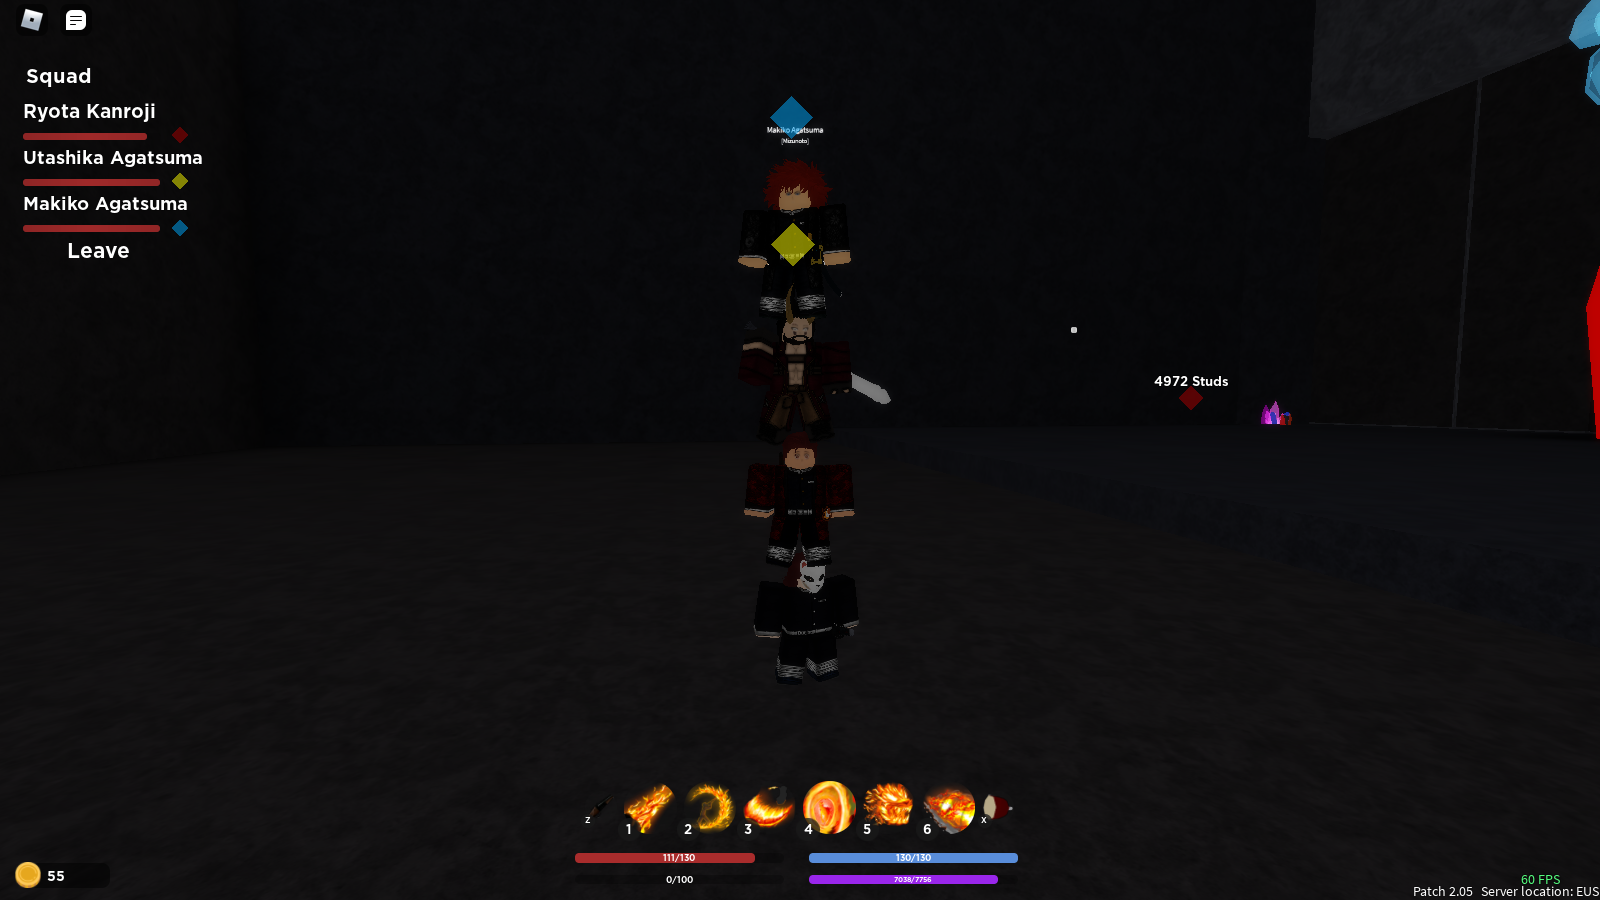 Squad
Ryota Kanroji
Utashika Agatsuma
Makiko Agatsuma
Leave
Makiko Agatsuma
[Mizunoto]
4972 Studs
z
1
2
3
4
5
6
x
111/130
130/130
0/100
7038/7756
55
60 FPS
Patch 2.05 Server location: EUS